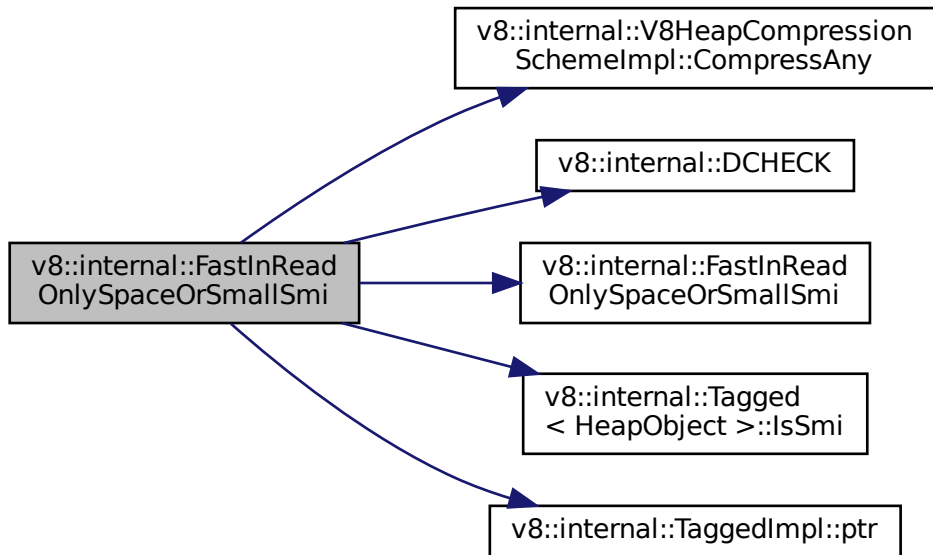 v8::internal::V8HeapCompression
SchemeImpl::CompressAny
v8::internal::DCHECK
v8::internal::FastInRead
OnlySpaceOrSmallSmi
v8::internal::FastInRead
OnlySpaceOrSmallSmi
v8::internal::Tagged
< HeapObject >::IsSmi
v8::internal::TaggedImpl::ptr